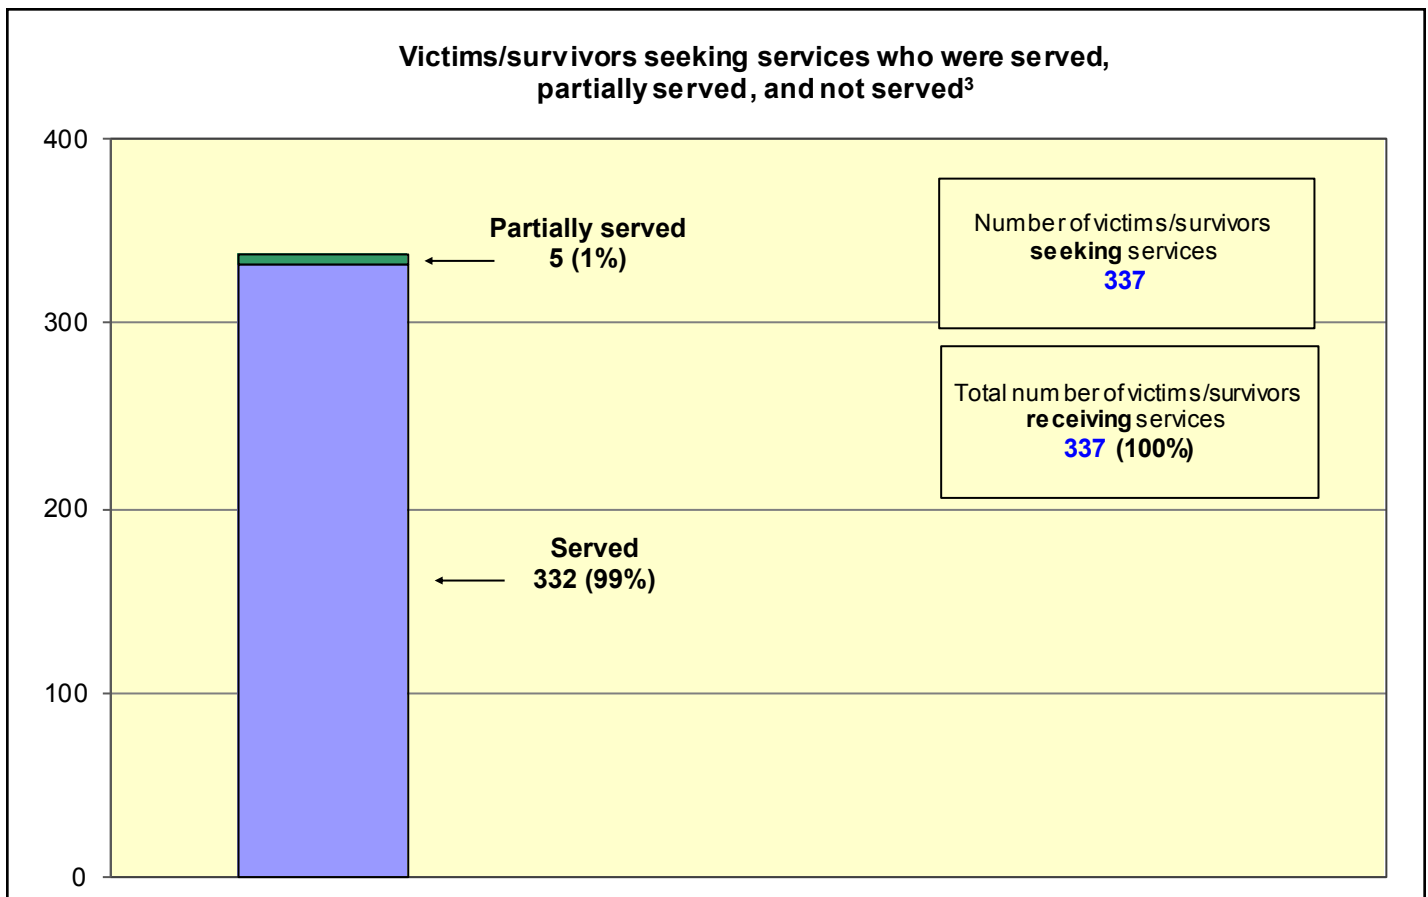 Victims/survivors seeking services who were served,
partially served, and not served³
400
300
200
100
0
Partially served
5 (1%)
Served
332 (99%)
Number of victims/survivors
seeking services
337
Total number of victims/survivors
receiving services
337 (100%)